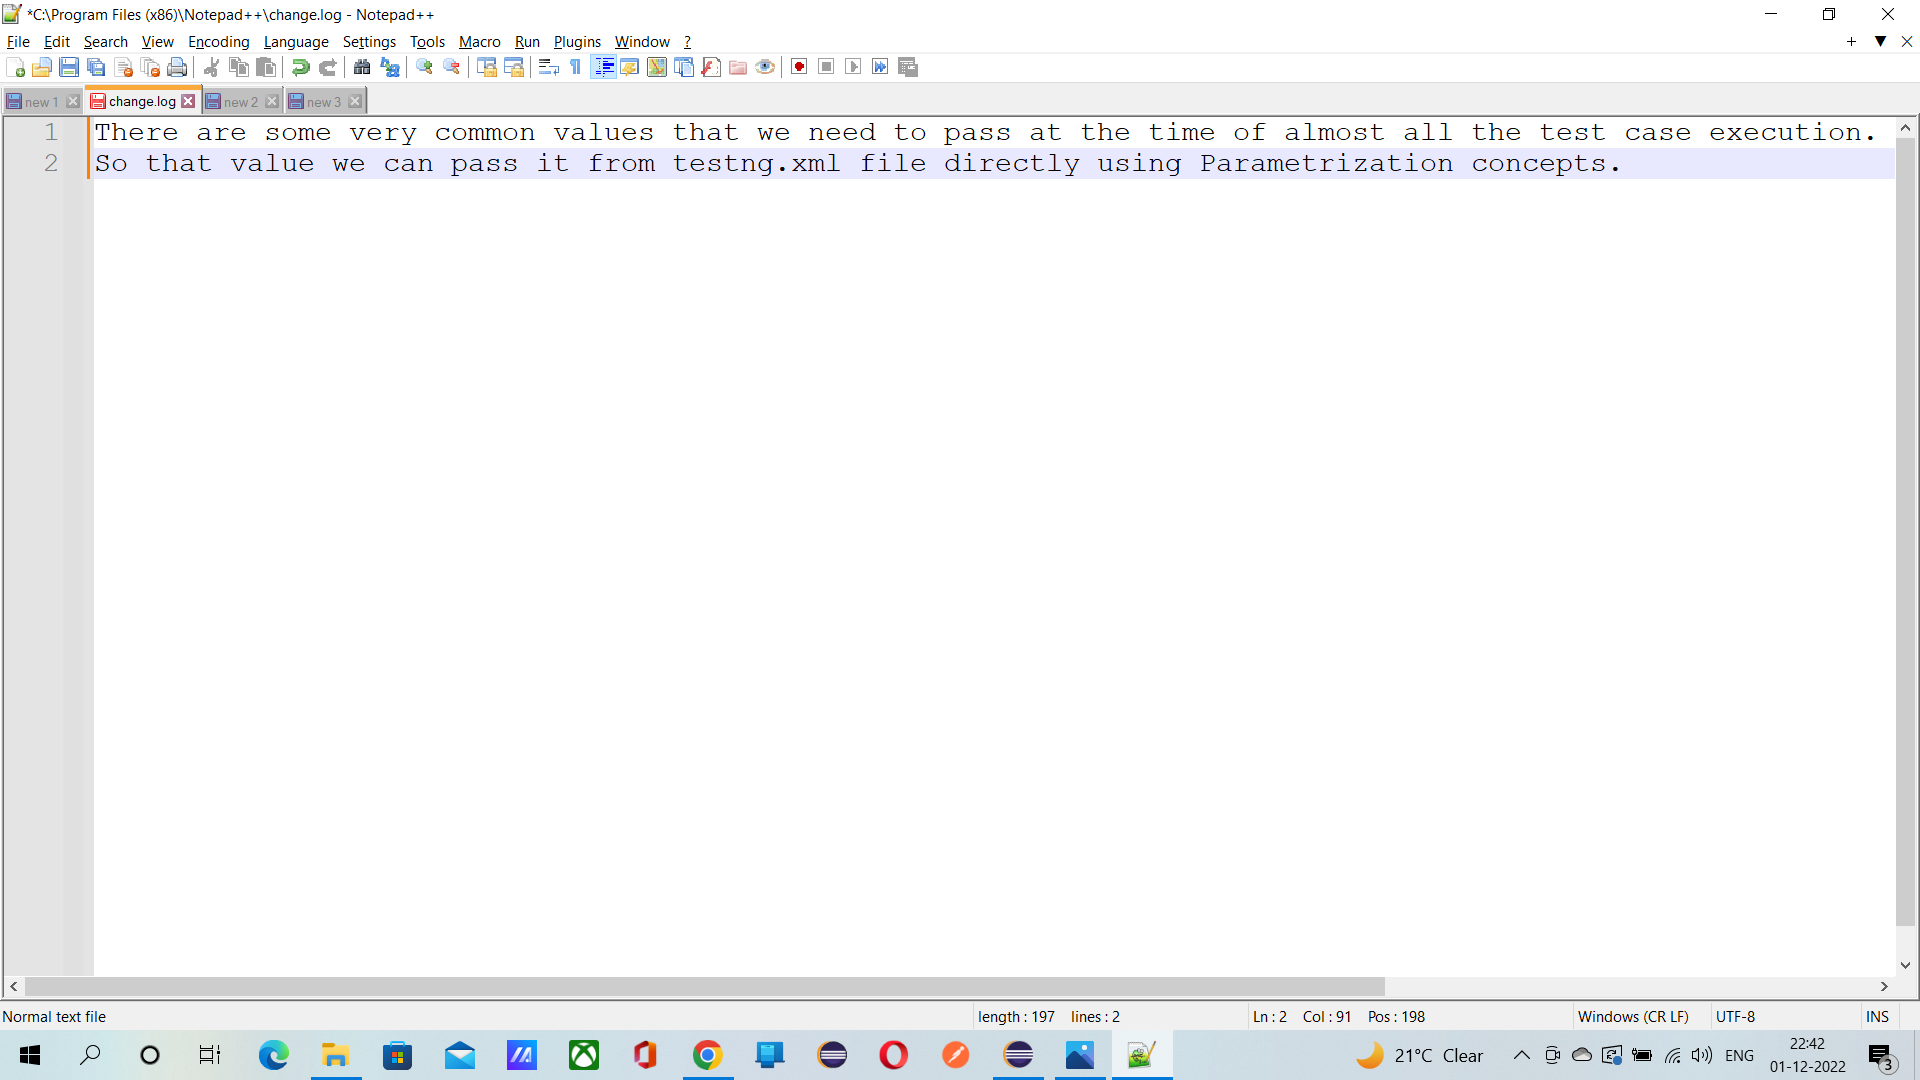 *C:\Program Files (x86)\Notepad++\change.log - Notepad++
File Edit Search View Encoding Language Settings Tools Macro Run Plugins Window ?
new 1 change.log new 2 new 3
1 There are some very common values that we need to pass at the time of almost all the test case execution.
2 So that value we can pass it from testng.xml file directly using Parametrization concepts.
Normal text file length : 197 lines : 2 Ln : 2 Col : 91 Pos : 198 Windows (CR LF) UTF-8 INS
21°C Clear ENG 22:42
01-12-2022 3